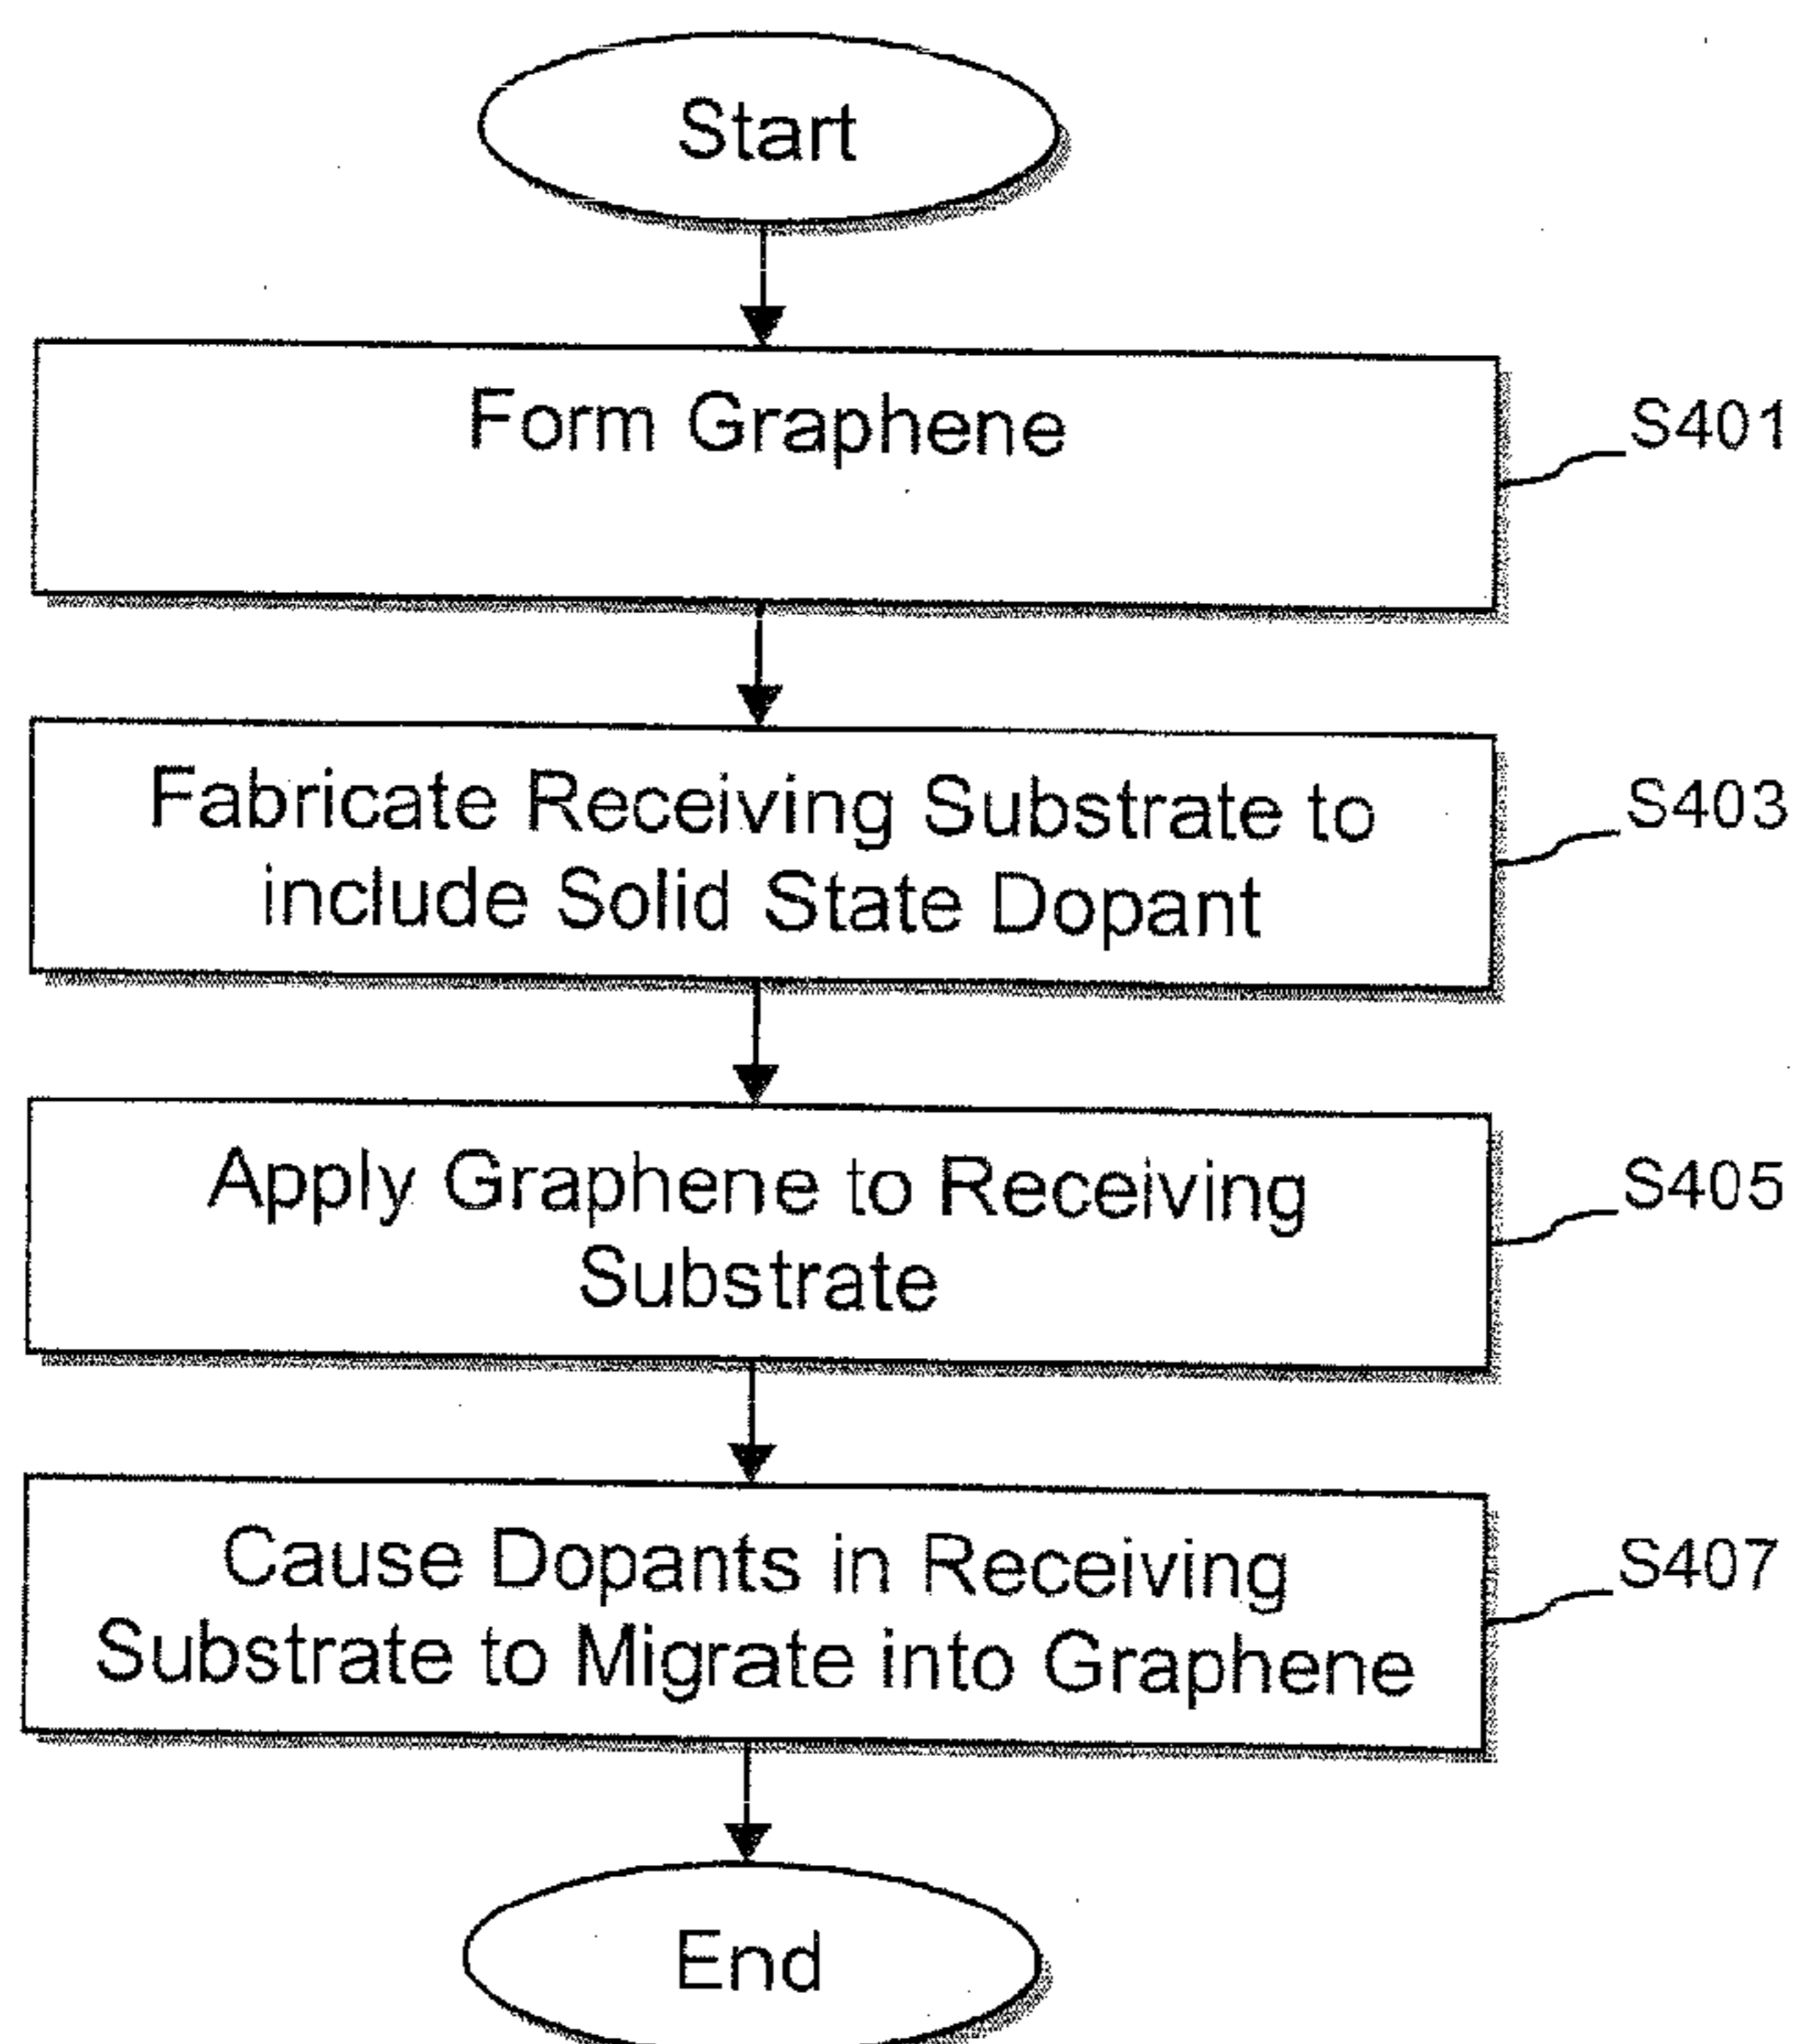 Start
Form Graphene
S401
Fabricate Receiving Substrate to
include Solid State Dopant
S403
Apply Graphene to Receiving
Substrate
S405
Cause Dopants in Receiving
Substrate to Migrate into Graphene
S407
End